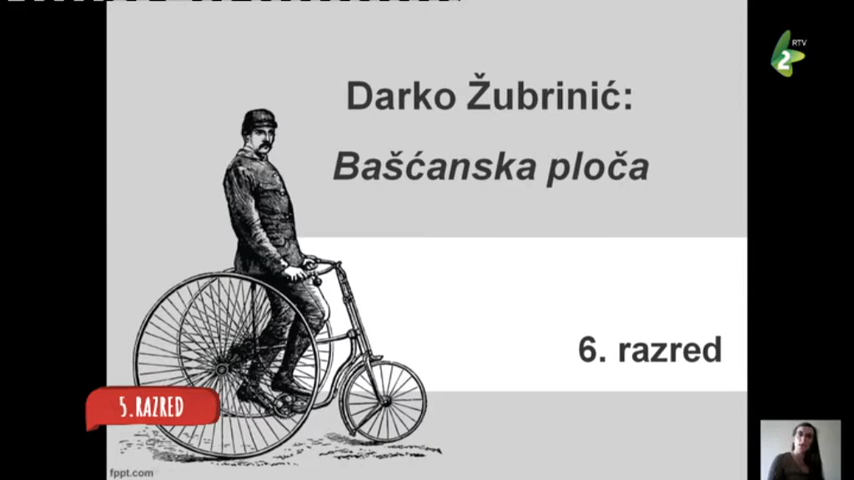 Darko Žubrinić:
Bašćanska ploča
6. razred
5.RAZRED
RTV
2
fppt.com